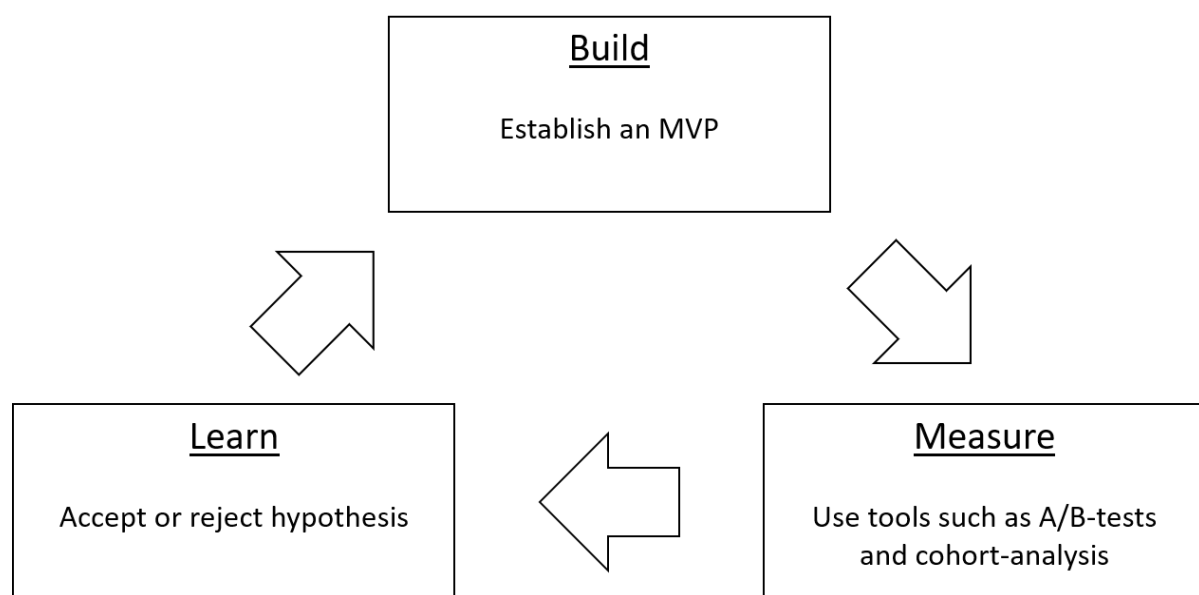 Build
Establish an MVP
Learn
Accept or reject hypothesis
Measure
Use tools such as A/B-tests
and cohort-analysis